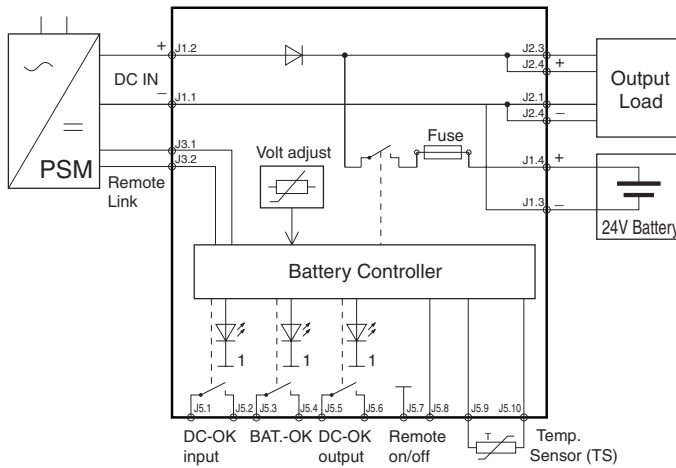 +
J1.2
DC IN
−
J1.1
J3.1
J3.2
PSM
Remote
Link
Volt adjust
Fuse
J2.3
J2.4
+
J2.1
J2.4
−
Output
Load
J1.4
+
J1.3
−
24V Battery
Battery Controller
1
1
1
J5.1
J5.2
J5.3
J5.4
J5.5
J5.6
J5.7
J5.8
J5.9
J5.10
DC-OK
input
BAT.-OK
DC-OK
output
Remote
on/off
T
Temp.
Sensor (TS)